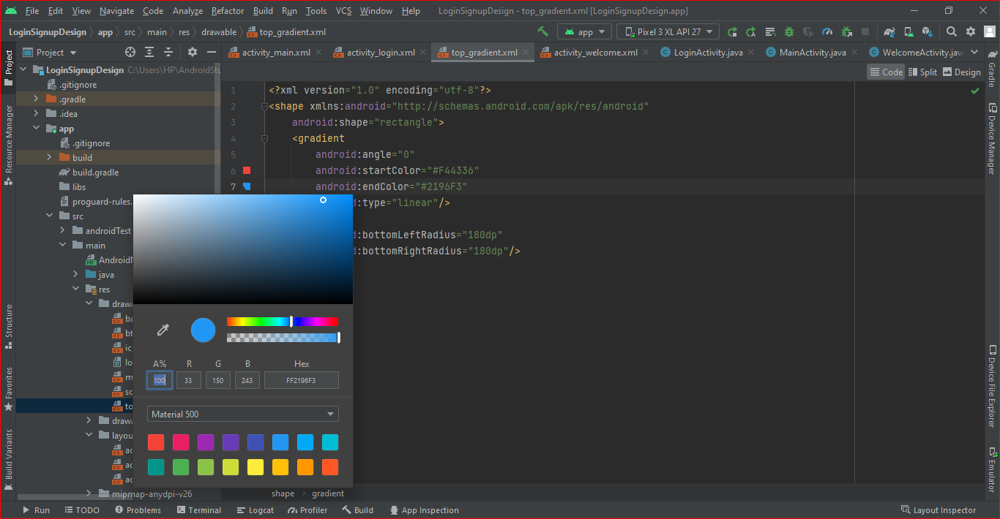 File Edit View Navigate Code Analyze Refactor Build Run Tools VCS Window Help LoginSignupDesign - top_gradient.xml [LoginSignupDesign.app]
LoginSignupDesign app src main res drawable top_gradient.xml app Pixel 3 XL API 27
Project activity_main.xml activity_login.xml top_gradient.xml activity_welcome.xml LoginActivity.java MainActivity.java WelcomeActivity.jav
Code Split Design
Project
Resource Manager
Structure
Favorites
Build Variants
LoginSignupDesign C:\Users\HP\AndroidStu
.gitignore
.gradle
.idea
app
.gitignore
build
build.gradle
libs
proguard-rules.
src
androidTest
main
AndroidM
java
res
drawa
ba
bt
ic_
lo
m
sc
to
drawa
layou
ac
ac
ac
mipmap-anydpi-v26
1 <?xml version="1.0" encoding="utf-8"?>
2 <shape xmlns:android="http://schemas.android.com/apk/res/android"
3 android:shape="rectangle">
4 <gradient
5 android:angle="0"
6 android:startColor="#F44336"
7 android:endColor="#2196F3"
d:type="linear"/>
d:bottomLeftRadius="180dp"
d:bottomRightRadius="180dp"/>
A% R G B Hex
100 33 150 243 FF2196F3
Material 500
shape gradient
Gradle
Device Manager
Device File Explorer
Emulator
Run TODO Problems Terminal Logcat Profiler Build App Inspection Layout Inspector